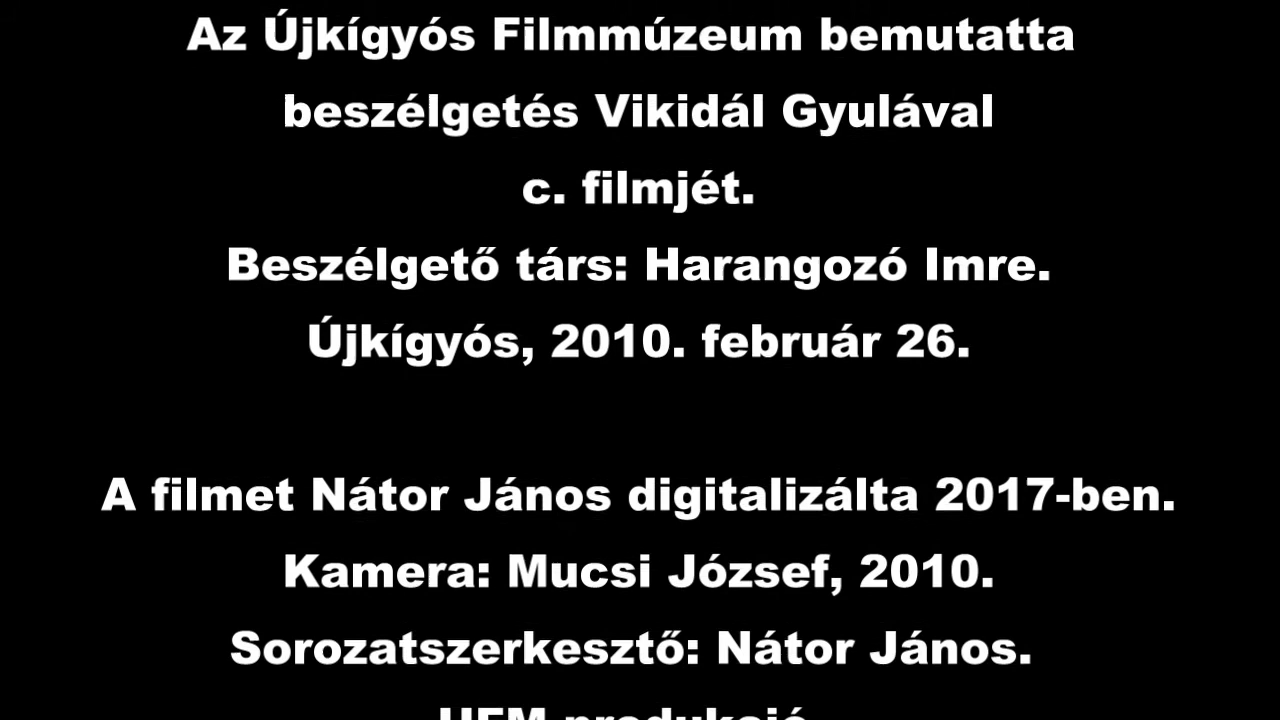 Az Újkígyós Filmmúzeum bemutatta
beszélgetés Vikidál Gyulával
c. filmjét.
Beszélgető társ: Harangozó Imre.
Újkígyós, 2010. február 26.
A filmet Nátor János digitalizálta 2017-ben.
Kamera: Mucsi József, 2010.
Sorozatszerkesztő: Nátor János.